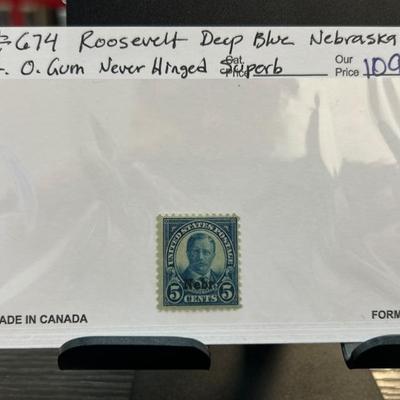 #674 Roosevelt Deep Blue Nebraska
F. O. Gum Never Hinged Superb
Cat. Price
Our Price 109
UNITED STATES POSTAGE
Nebr.
5 CENTS 5
MADE IN CANADA
FORM